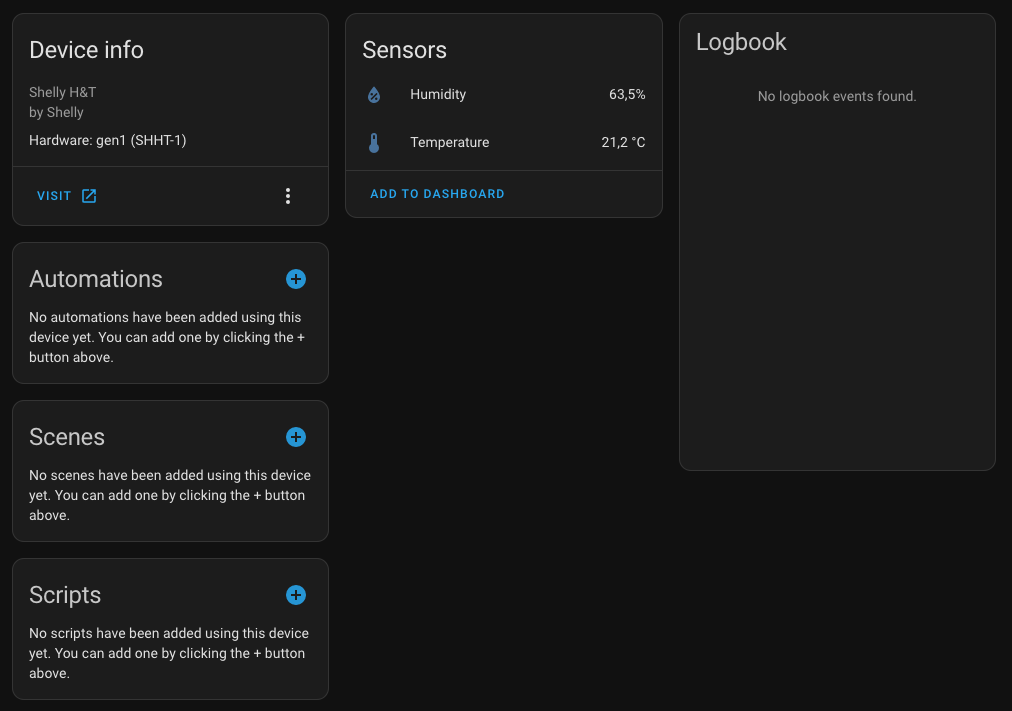 Device info
Shelly H&T
by Shelly
Hardware: gen1 (SHHT-1)
VISIT
Automations
No automations have been added using this
device yet. You can add one by clicking the +
button above.
Scenes
No scenes have been added using this device
yet. You can add one by clicking the + button
above.
Scripts
No scripts have been added using this device
yet. You can add one by clicking the + button
above.
Sensors
Humidity 63,5%
Temperature 21,2 °C
ADD TO DASHBOARD
Logbook
No logbook events found.